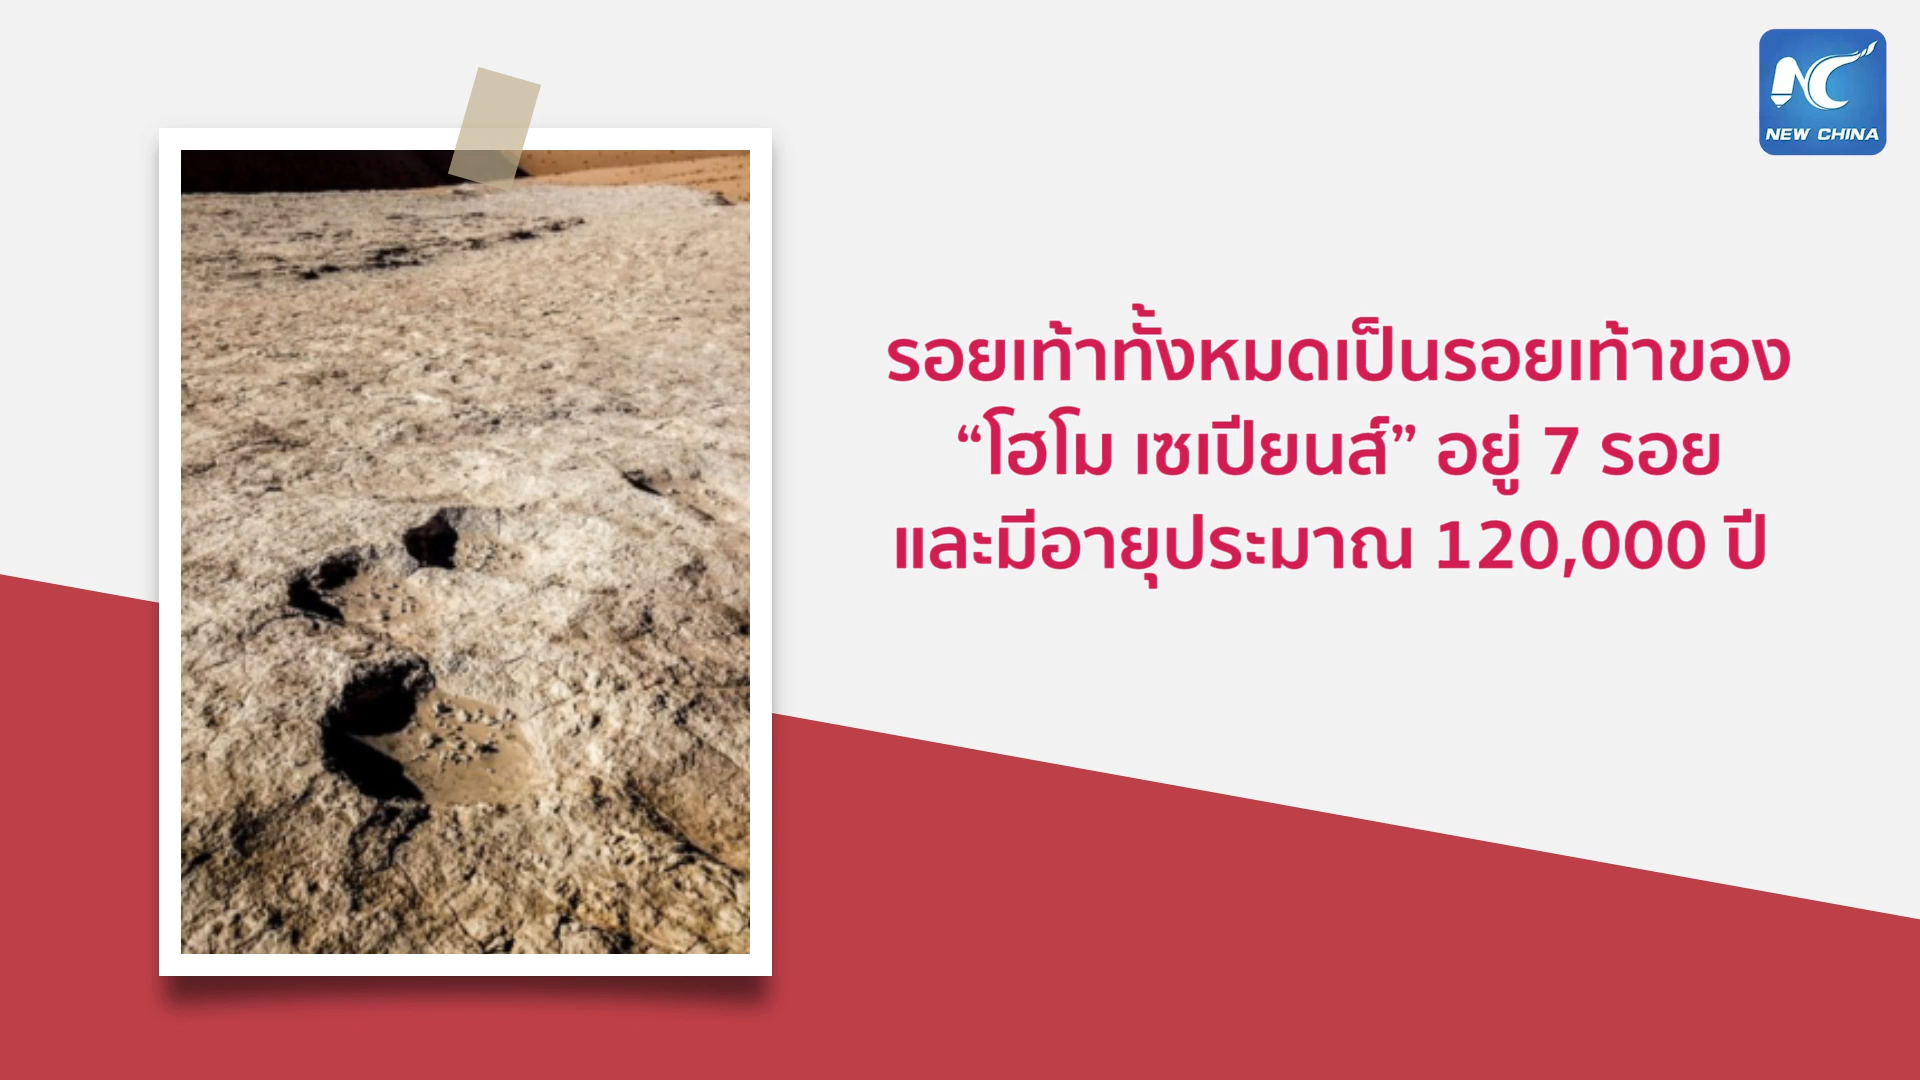 NEW CHINA
รอยเท้าทั้งหมดเป็นรอยเท้าของ
“โฮโม เซเปียนส์” อยู่ 7 รอย
และมีอายุประมาณ 120,000 ปี